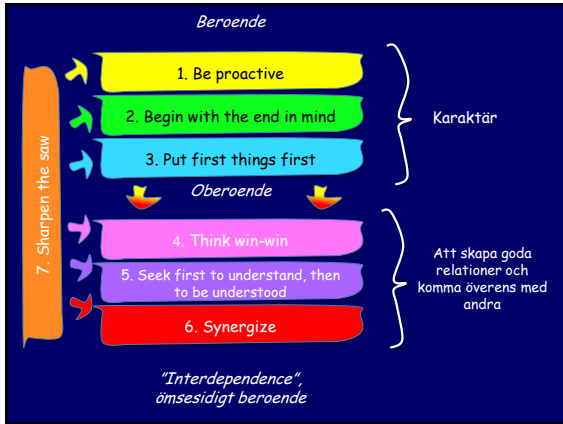 Beroende
1. Be proactive
2. Begin with the end in mind
3. Put first things first
Karaktär
7. Sharpen the saw
Oberoende
4. Think win-win
5. Seek first to understand, then
to be understood
6. Synergize
Att skapa goda
relationer och
komma överens med
andra
"Interdependence",
ömsesidigt beroende